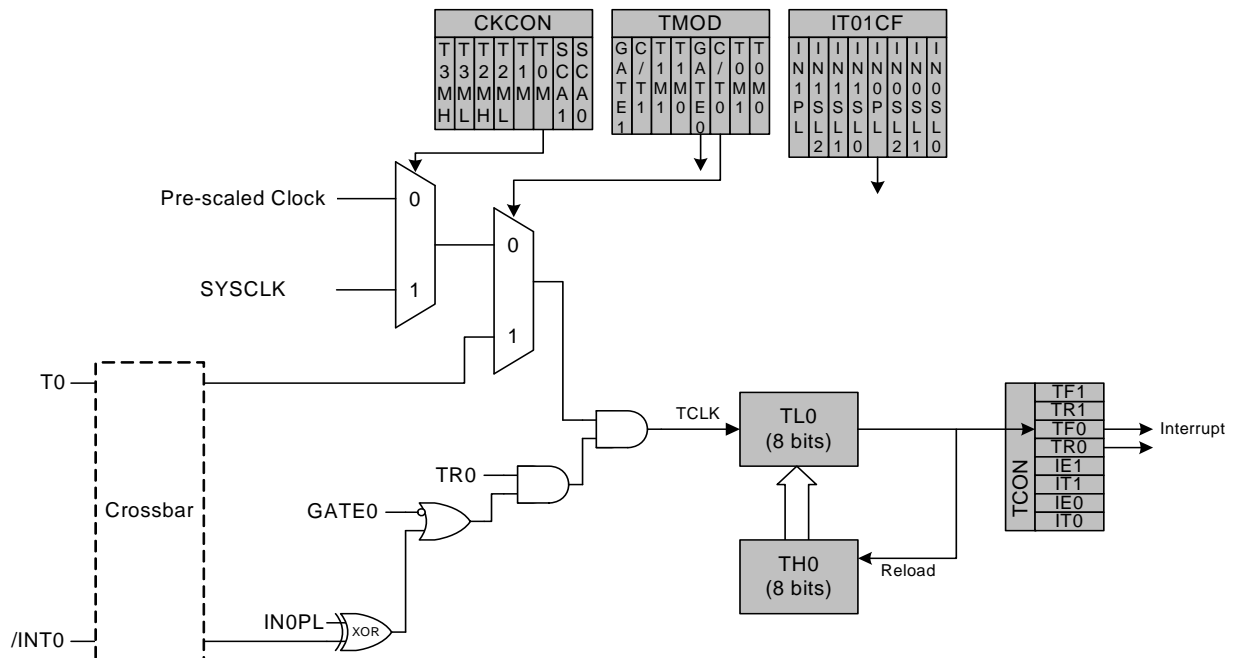 CKCON
T3MH
T3ML
T2MH
T2ML
T1M
T0M
SCA1
SCA0
TMOD
GATE1
C/T1
T1M1
T1M0
GATE0
C/T0
T0M1
T0M0
IT01CF
IN1PL
IN1SL2
IN1SL1
IN1SL0
IN0PL
IN0SL2
IN0SL1
IN0SL0
Pre-scaled Clock
0
SYSCLK
1
0
1
T0
Crossbar
/INT0
TR0
GATE0
IN0PL
XOR
TCLK
TL0
(8 bits)
TH0
(8 bits)
Reload
TCON
TF1
TR1
TF0
TR0
IE1
IT1
IE0
IT0
Interrupt